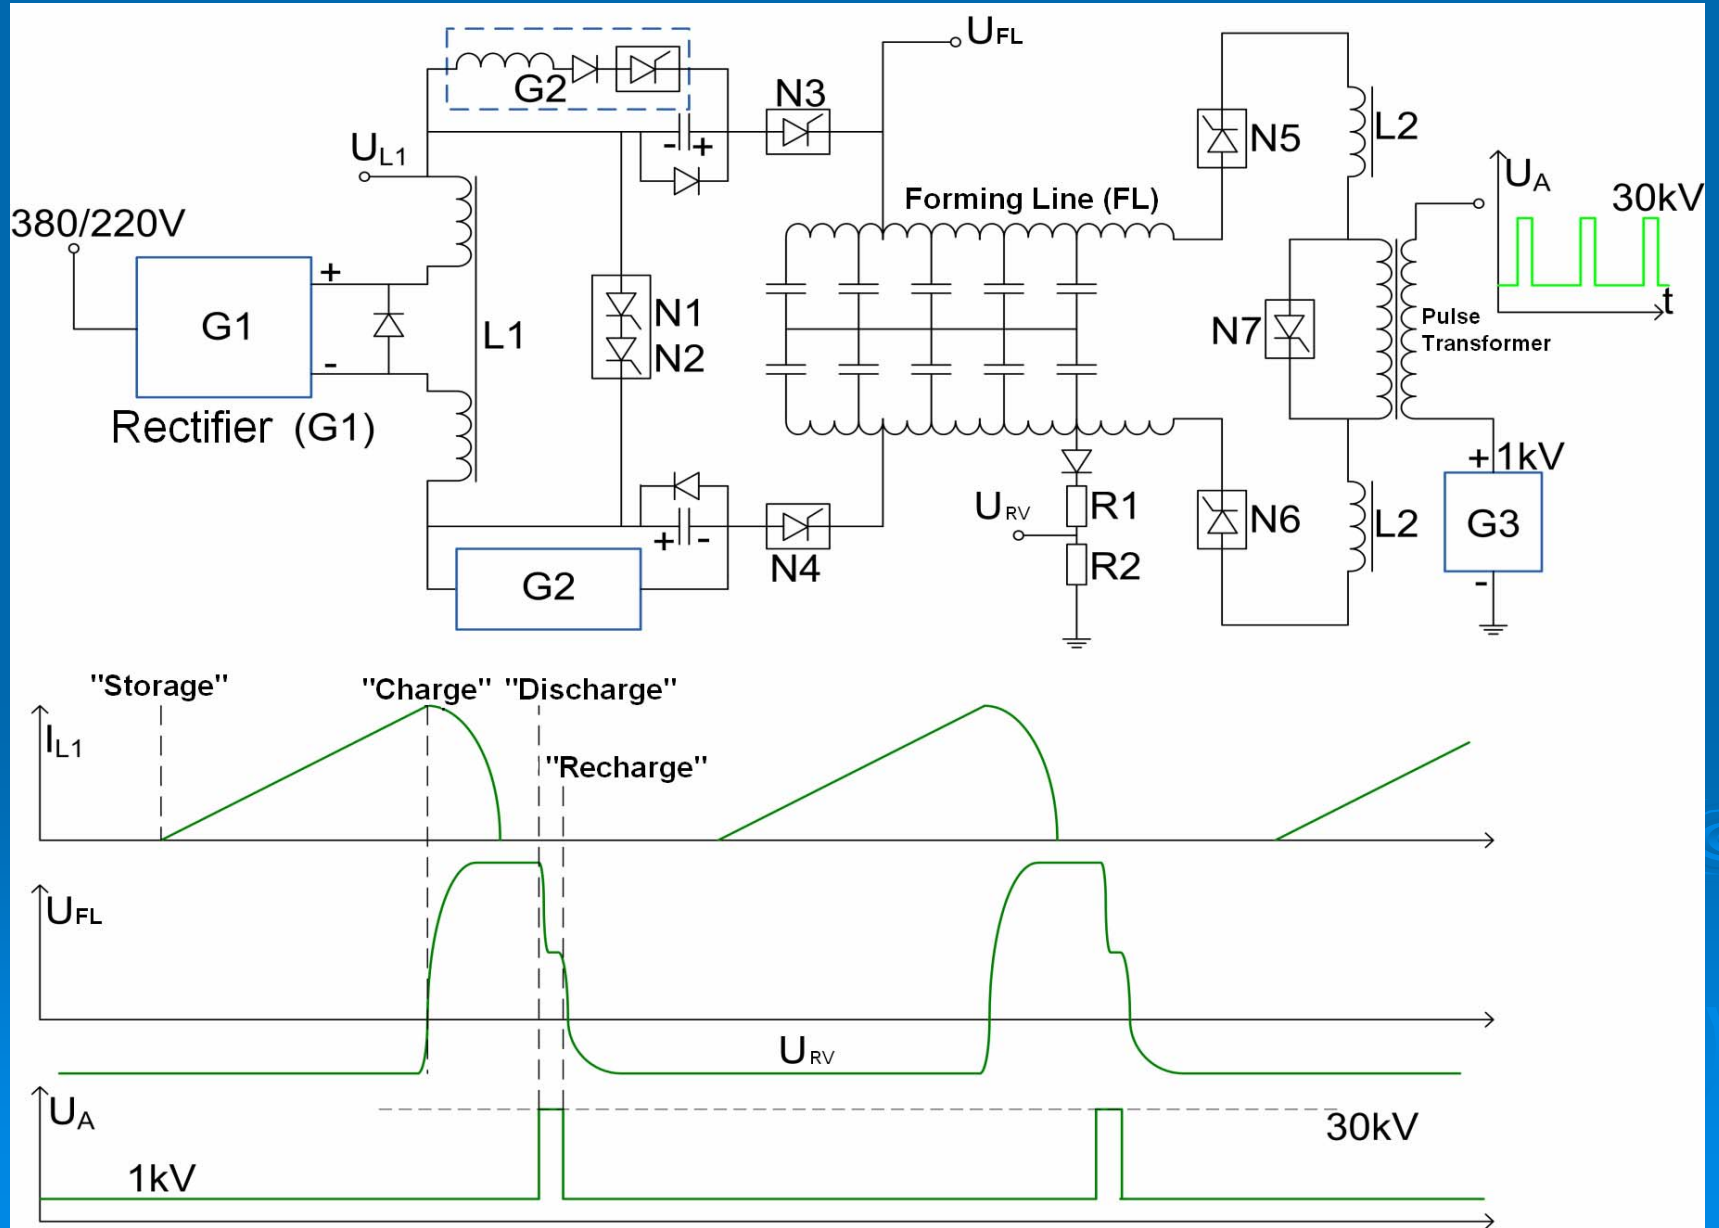 UFL
G2
N3
- +
UL1
N5
L2
UA
30kV
380/220V
Forming Line (FL)
+
G1
L1
N1
N2
N7
t
Pulse
Transformer
-
Rectifier (G1)
+ 1kV
URV
R1
N6
L2
G3
+ -
N4
R2
G2
-
"Storage"
"Charge" "Discharge"
IL1
"Recharge"
UFL
URV
UA
30kV
1kV